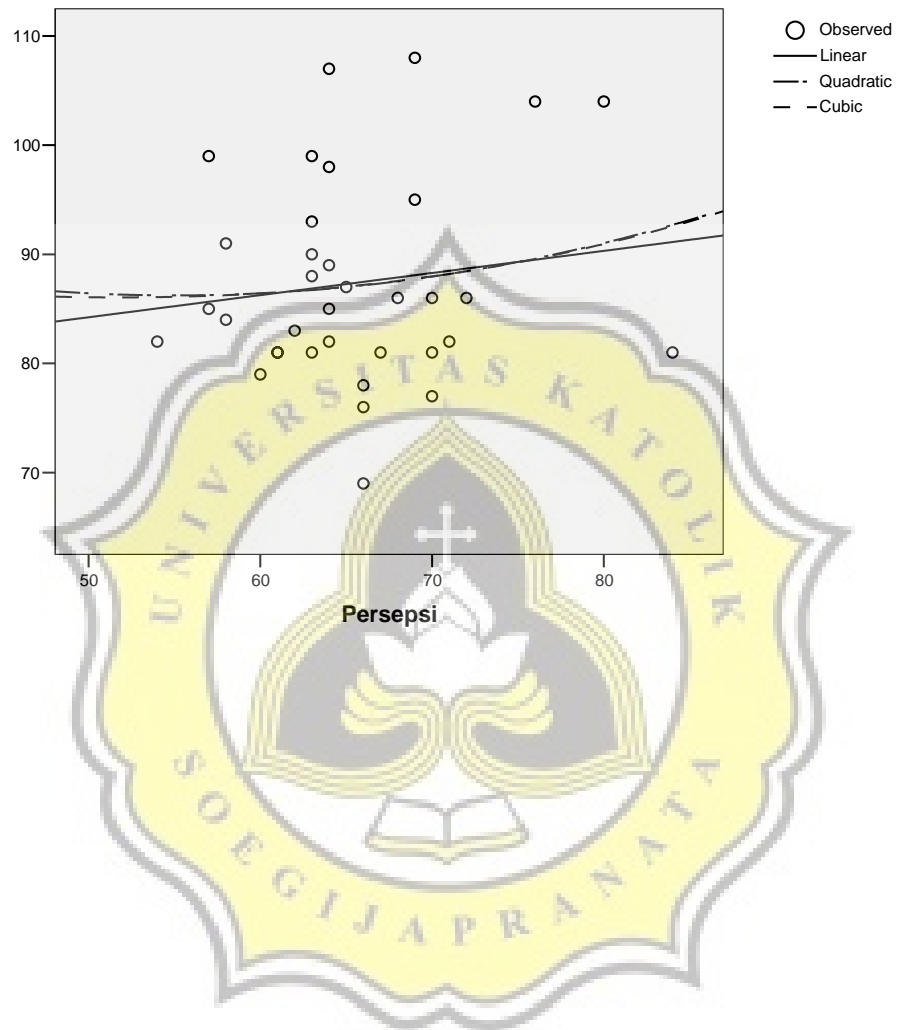 110
100
90
80
70
50 60 70 80
Persepsi
Observed
Linear
Quadratic
Cubic
UNIVERSITAS KATOLIK
SOEGIJAPRANATA